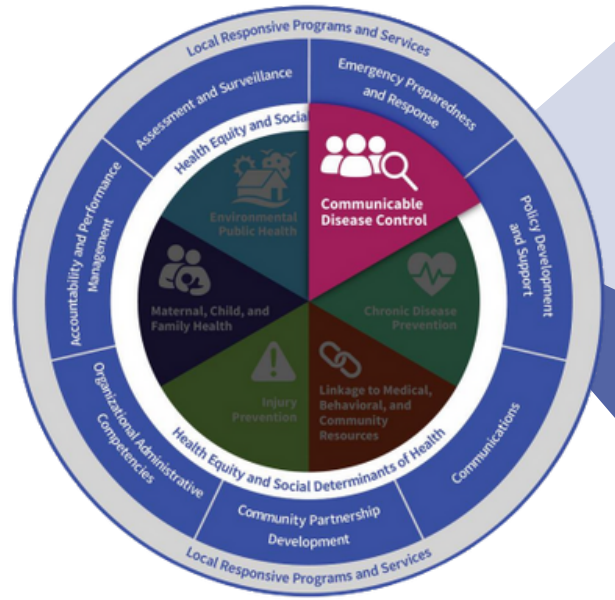 Local Responsive Programs and Services
Assessment and Surveillance
Emergency Preparedness
and Response
Health Equity and Social
Accountability and Performance
Management
Policy Development
and Support
Environmental
Public Health
Communicable
Disease Control
Maternal, Child, and
Family Health
Chronic Disease
Prevention
Injury
Prevention
Linkage to Medical,
Behavioral, and
Community
Resources
Organizational Administrative
Competencies
Communications
Health Equity and Social Determinants of Health
Community Partnership
Development
Local Responsive Programs and Services